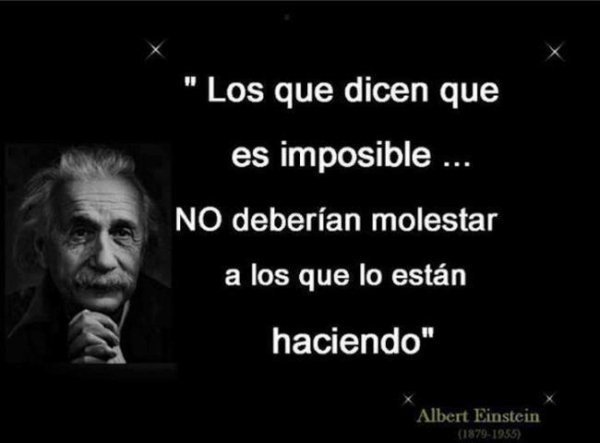 " Los que dicen que
es imposible ...
NO deberían molestar
a los que lo están
haciendo"
Albert Einstein
(1879-1955)